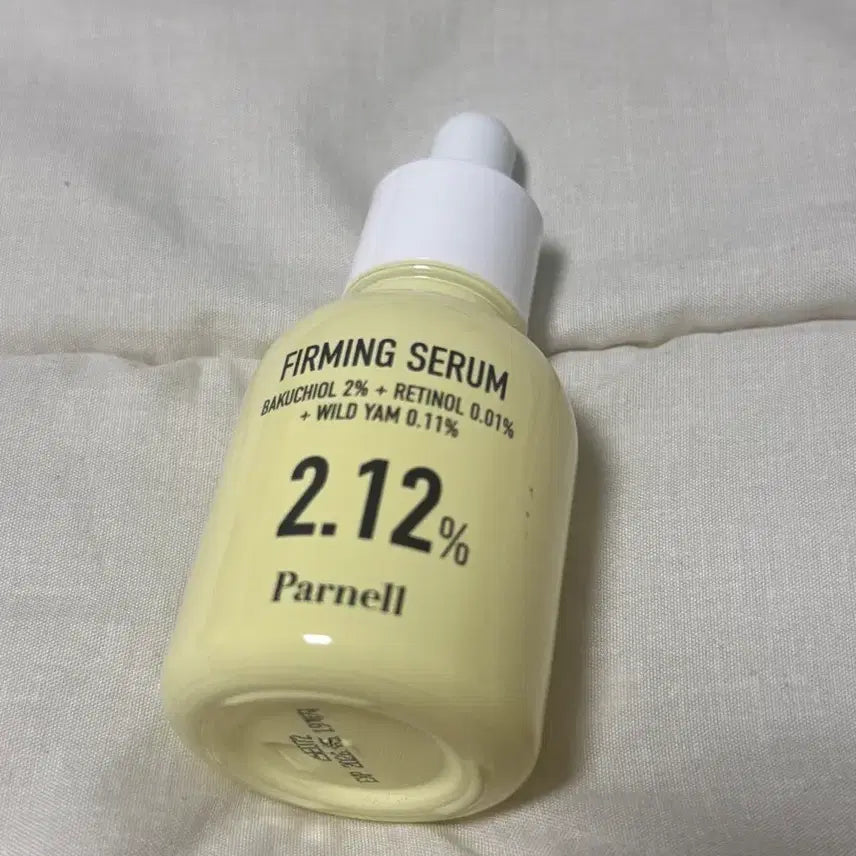 FIRMING SERUM
BAKUCHIOL 2% + RETINOL 0.01%
+ WILD YAM 0.11%
2.12%
Parnell